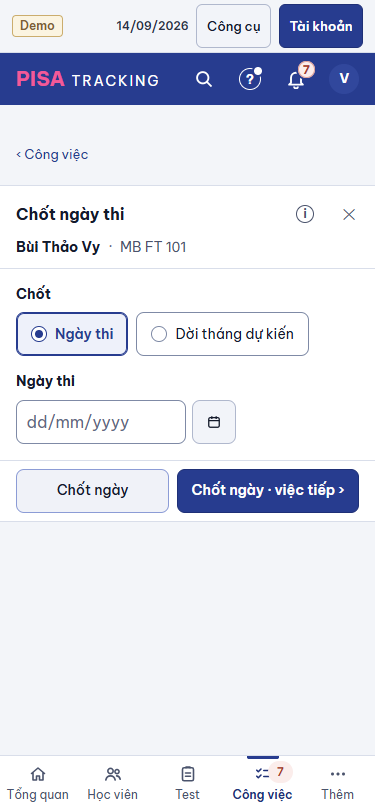 Demo 14/09/2026 Công cụ Tài khoản
PISA TRACKING ? 7 V
‹ Công việc
Chốt ngày thi i
Bùi Thảo Vy · MB FT 101
Chốt
Ngày thi Dời tháng dự kiến
Ngày thi
dd/mm/yyyy
Chốt ngày Chốt ngày · việc tiếp ›
7
Tổng quan Học viên Test Công việc Thêm